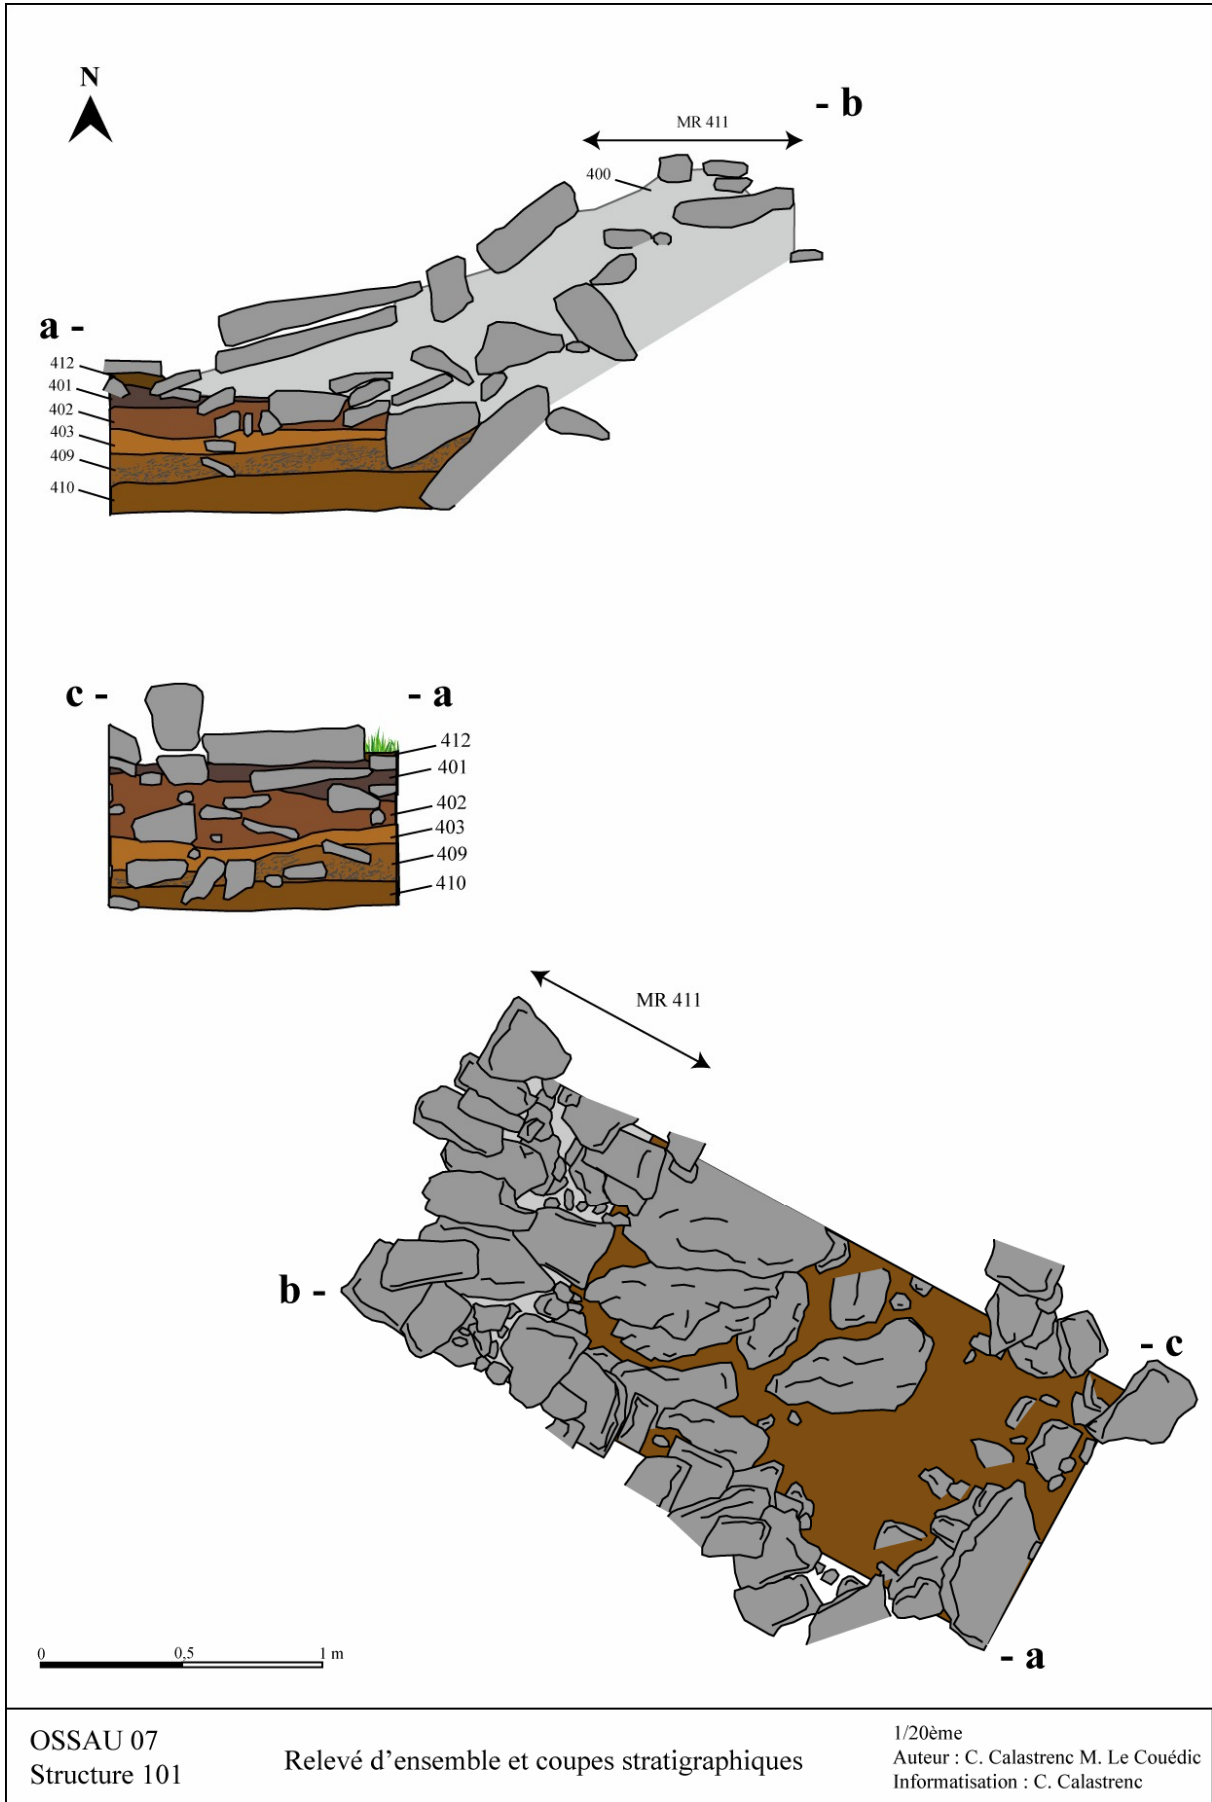 N
- b
MR 411
400
a -
412
401
402
403
409
410
c -
- a
412
401
402
403
409
410
MR 411
b -
- c
- a
0 0,5 1 m
OSSAU 07
Structure 101
Relevé d'ensemble et coupes stratigraphiques
1/20ème
Auteur : C. Calastrenc M. Le Couédic
Informatisation : C. Calastrenc